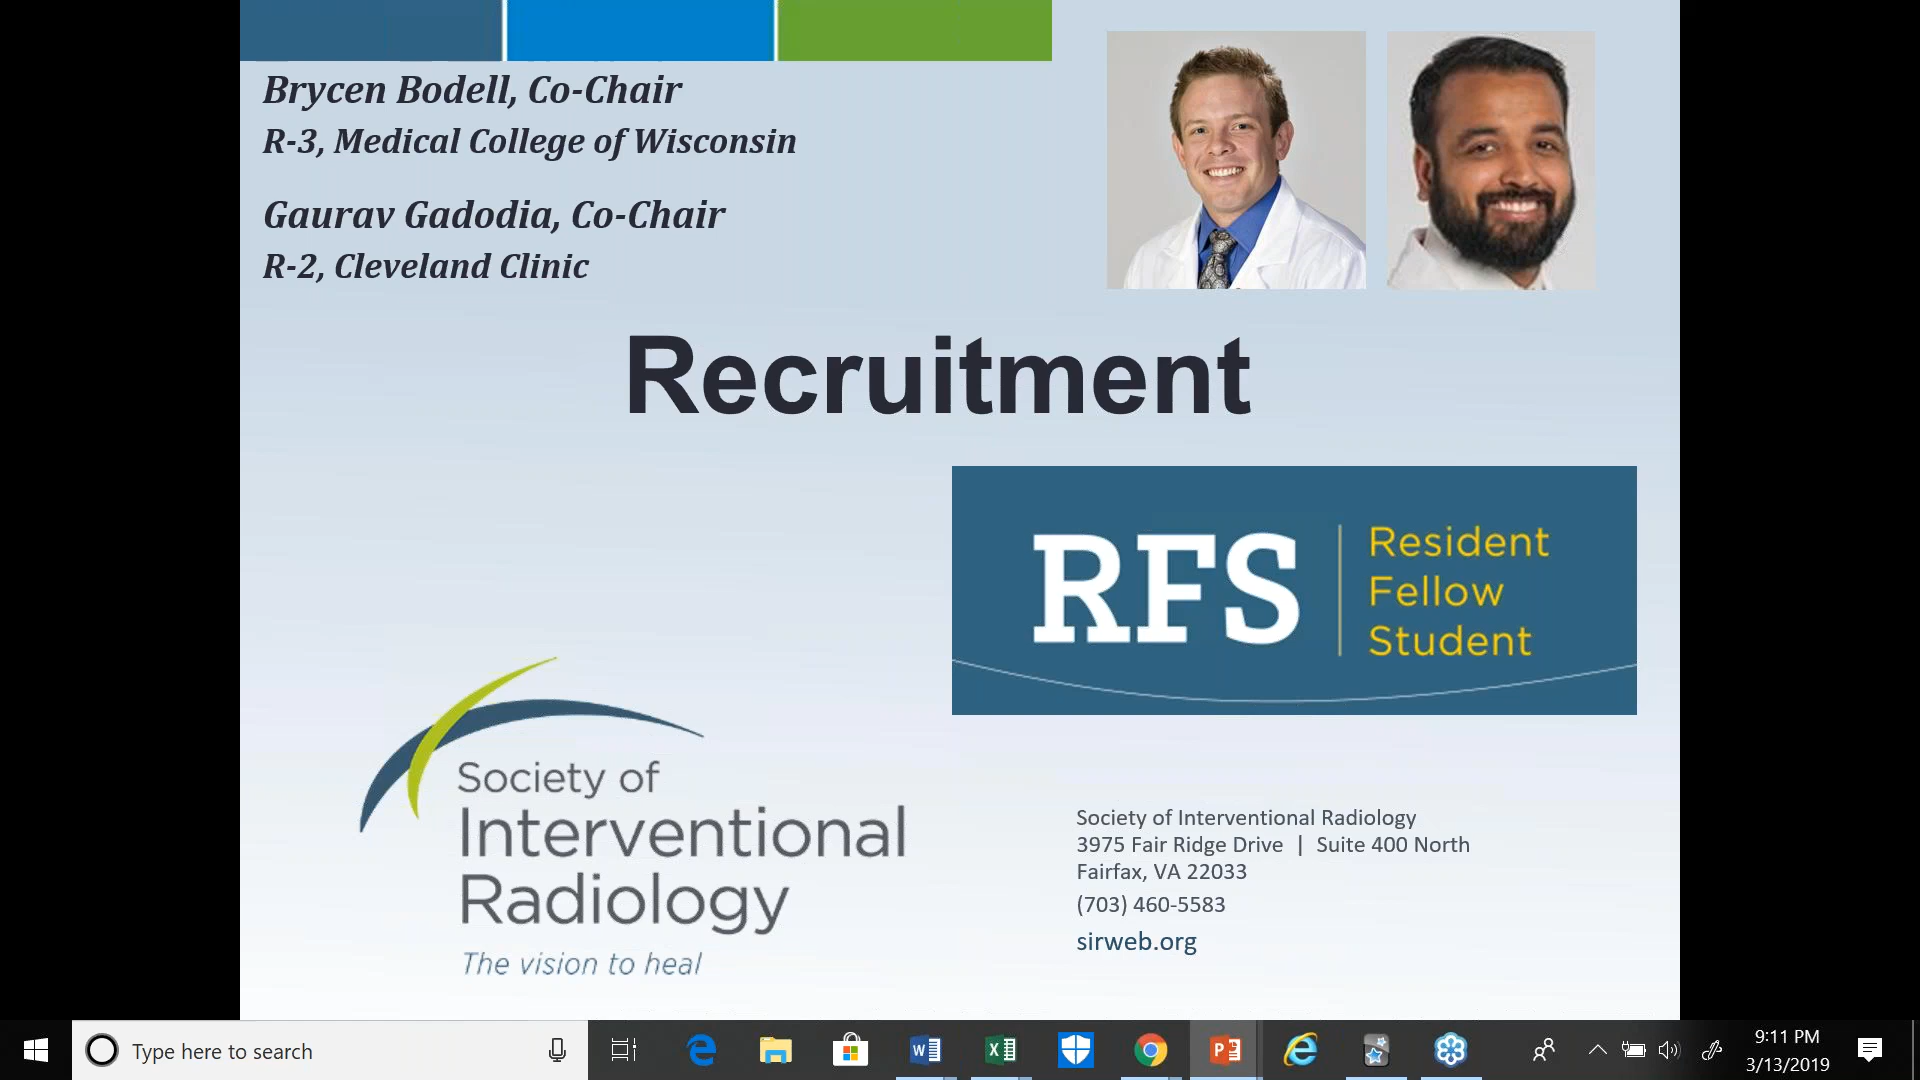 Brycen Bodell, Co-Chair
R-3, Medical College of Wisconsin
Gaurav Gadodia, Co-Chair
R-2, Cleveland Clinic
Recruitment
RFS
Resident
Fellow
Student
Society of
Interventional
Radiology
The vision to heal
Society of Interventional Radiology
3975 Fair Ridge Drive | Suite 400 North
Fairfax, VA 22033
(703) 460-5583
sirweb.org
Type here to search
9:11 PM
3/13/2019